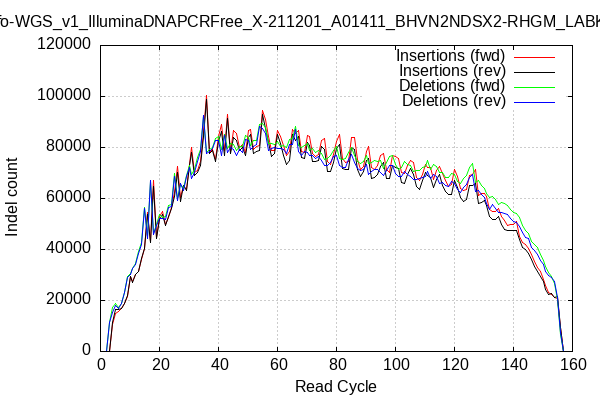 fo-WGS_v1_IlluminaDNAPCRFree_X-211201_A01411_BHVN2NDSX2-RHGM_LABK
120000
100000
80000
60000
40000
20000
0
Indel count
Insertions (fwd)
Insertions (rev)
Deletions (fwd)
Deletions (rev)
0 20 40 60 80 100 120 140 160
Read Cycle